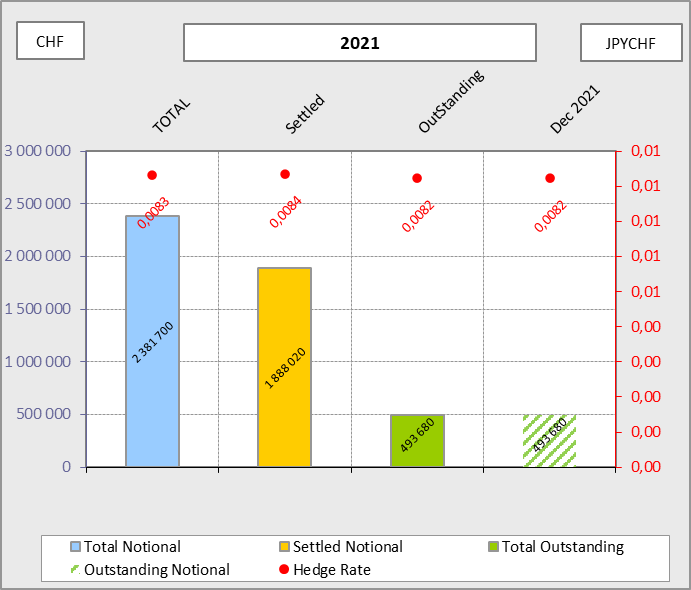 CHF
2021
JPYCHF
TOTAL
Settled
OutStanding
Dec 2021
3 000 000
2 500 000
2 000 000
1 500 000
1 000 000
500 000
0
0,01
0,01
0,01
0,01
0,01
0,00
0,00
0,00
0,00
0,00
0,0083
0,0084
0,0082
0,0082
2 381 700
1 888 020
493 680
493 680
Total Notional
Settled Notional
Total Outstanding
Outstanding Notional
Hedge Rate